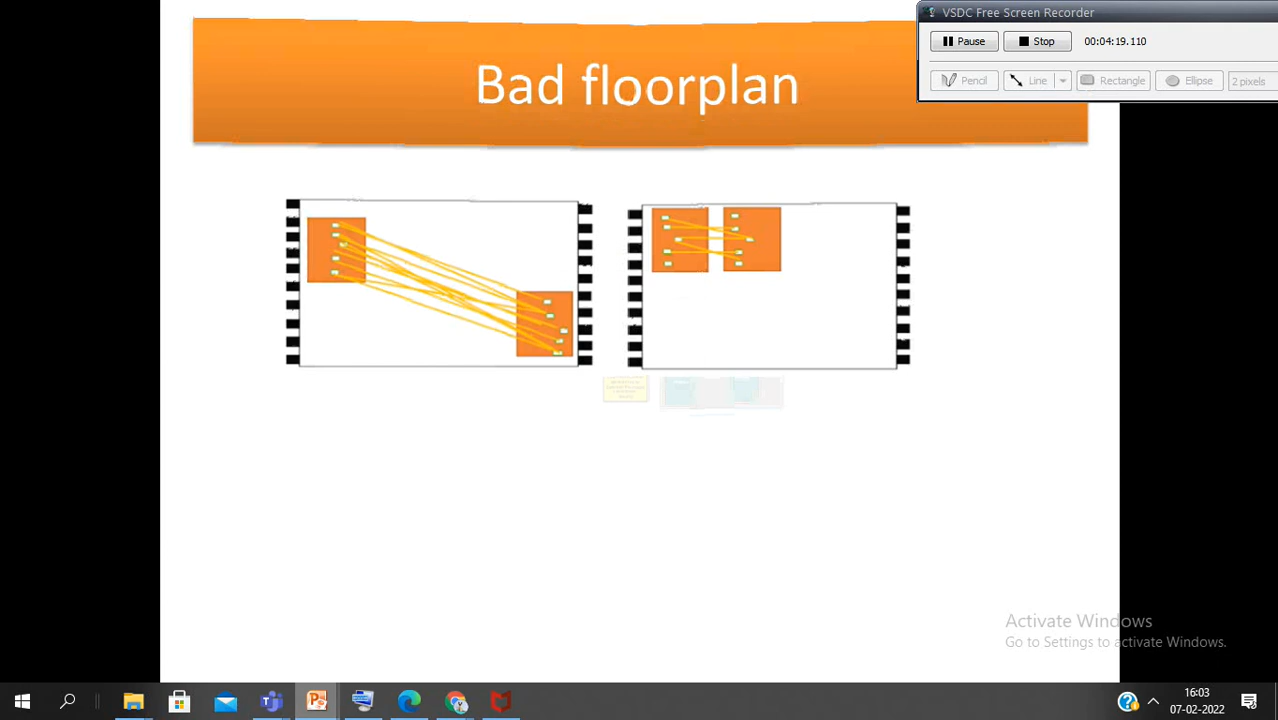 Bad floorplan
VSDC Free Screen Recorder
Pause
Stop
00:04:19.110
Pencil
Line
Rectangle
Ellipse
2 pixels
Activate Windows
Go to Settings to activate Windows.
16:03
07-02-2022